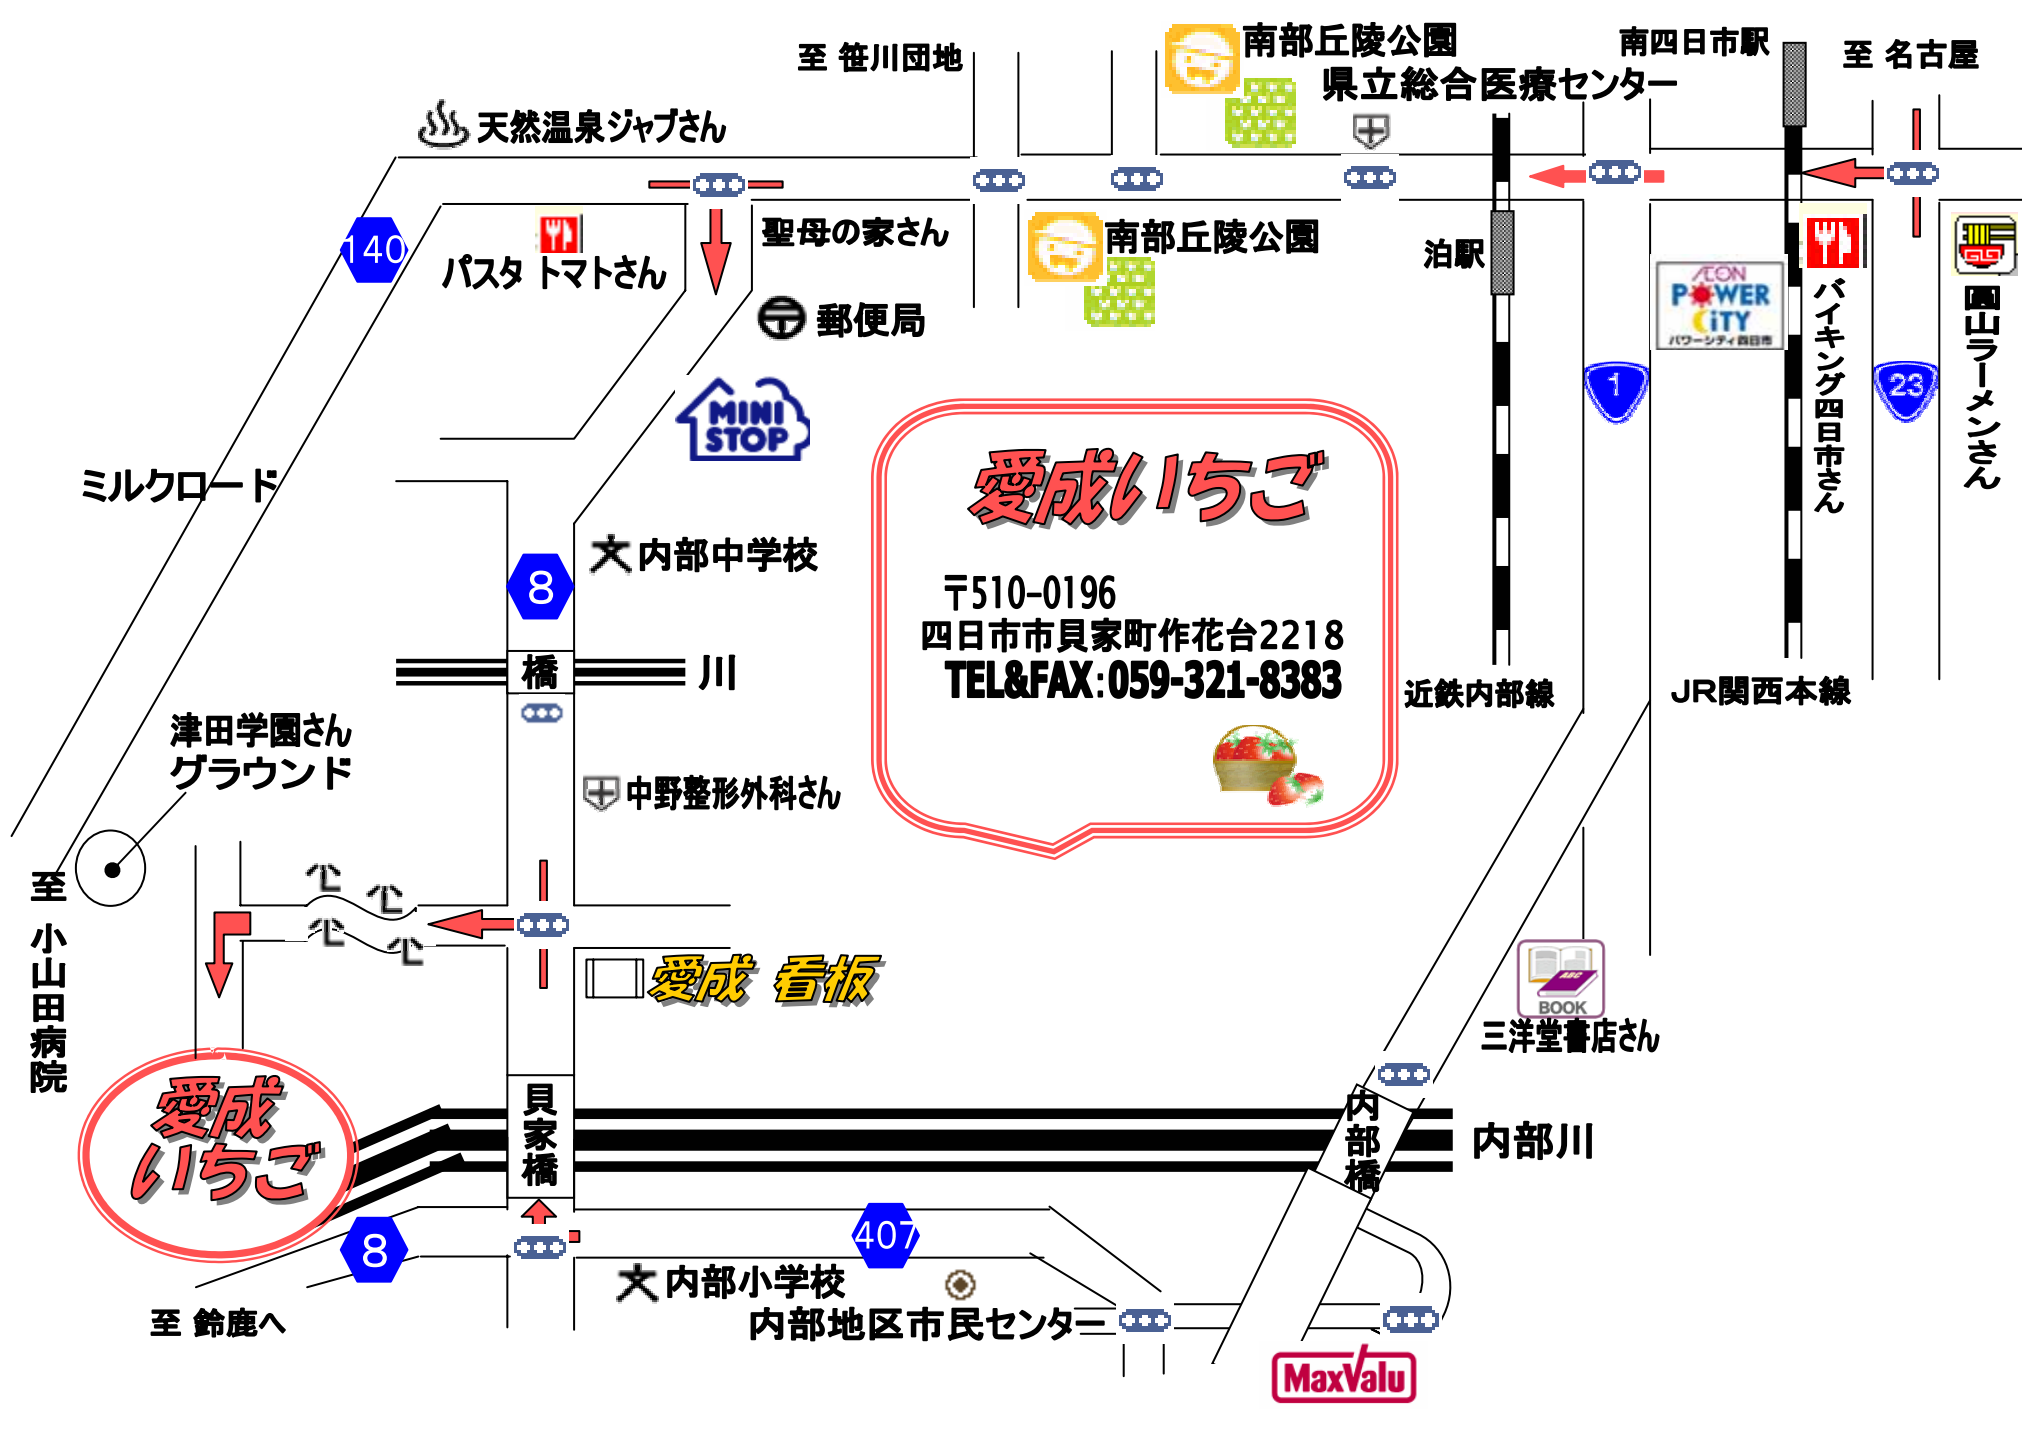 至 笹川団地
南部丘陵公園
県立総合医療センター
南四日市駅
至 名古屋
天然温泉ジャブさん
140
パスタ トマトさん
聖母の家さん
南部丘陵公園
泊駅
ÆON
POWER
CiTY
パワーシティ四日市
バイキング四日市さん
圓山ラーメンさん
郵便局
MINI
STOP
1
23
ミルクロード
愛成いちご
〒510-0196
四日市市貝家町作花台2218
TEL&FAX:059-321-8383
内部中学校
8
橋
川
近鉄内部線
JR関西本線
津田学園さん
グラウンド
中野整形外科さん
至 小山田病院
愛成 看板
ABC
BOOK
三洋堂書店さん
愛成
いちご
貝家橋
内部橋
内部川
8
407
内部小学校
内部地区市民センター
至 鈴鹿へ
MaxValu